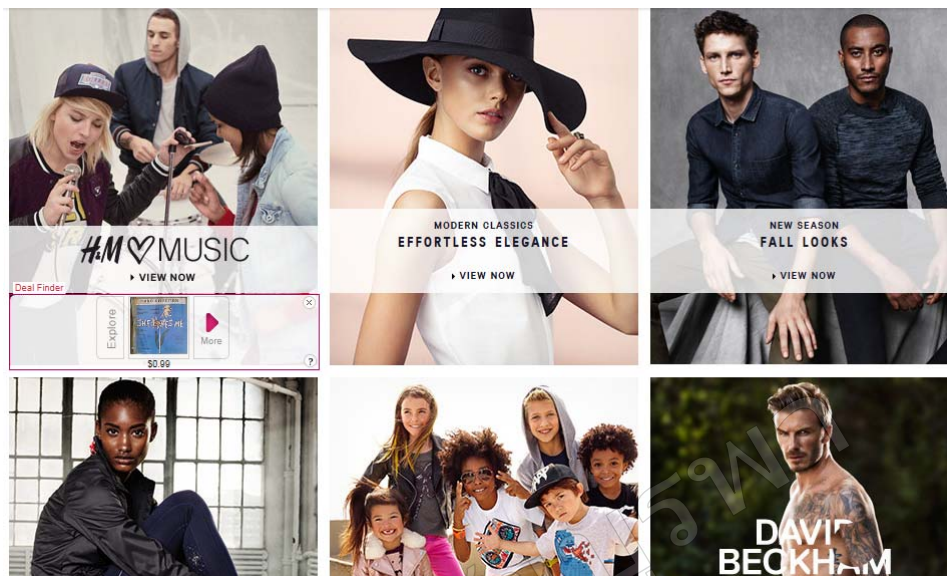 H&M ♡ MUSIC
VIEW NOW
MODERN CLASSICS
EFFORTLESS ELEGANCE
VIEW NOW
NEW SEASON
FALL LOOKS
VIEW NOW
Deal Finder
Explore
More
$0.99
?
DAVID
BECKHAM